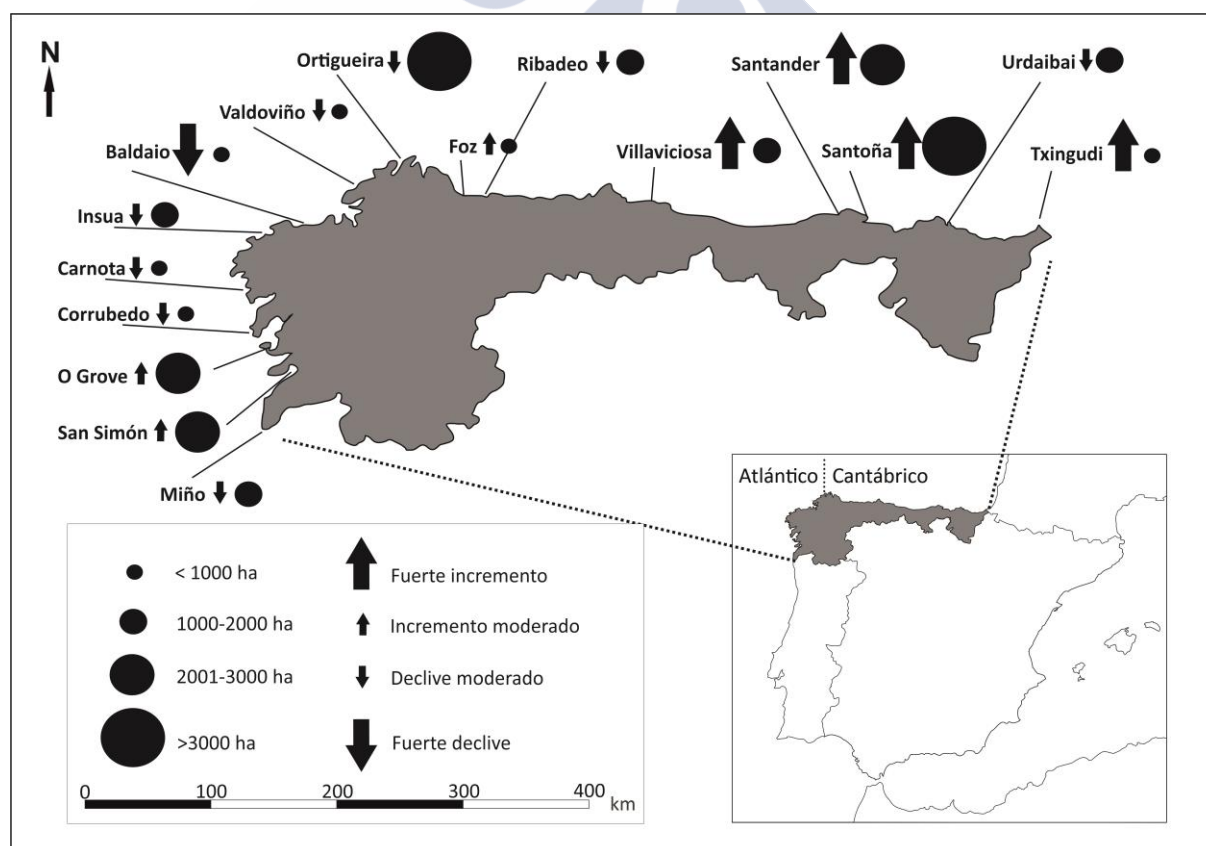 N
Ortigueira
Ribadeo
Santander
Urdaibai
Valdoviño
Foz
Villaviciosa
Santoña
Txingudi
Baldaio
Insua
Carnota
Corrubedo
O Grove
San Simón
Miño
Atlántico
Cantábrico
< 1000 ha
Fuerte incremento
1000-2000 ha
Incremento moderado
2001-3000 ha
Declive moderado
>3000 ha
Fuerte declive
0 100 200 300 400 km